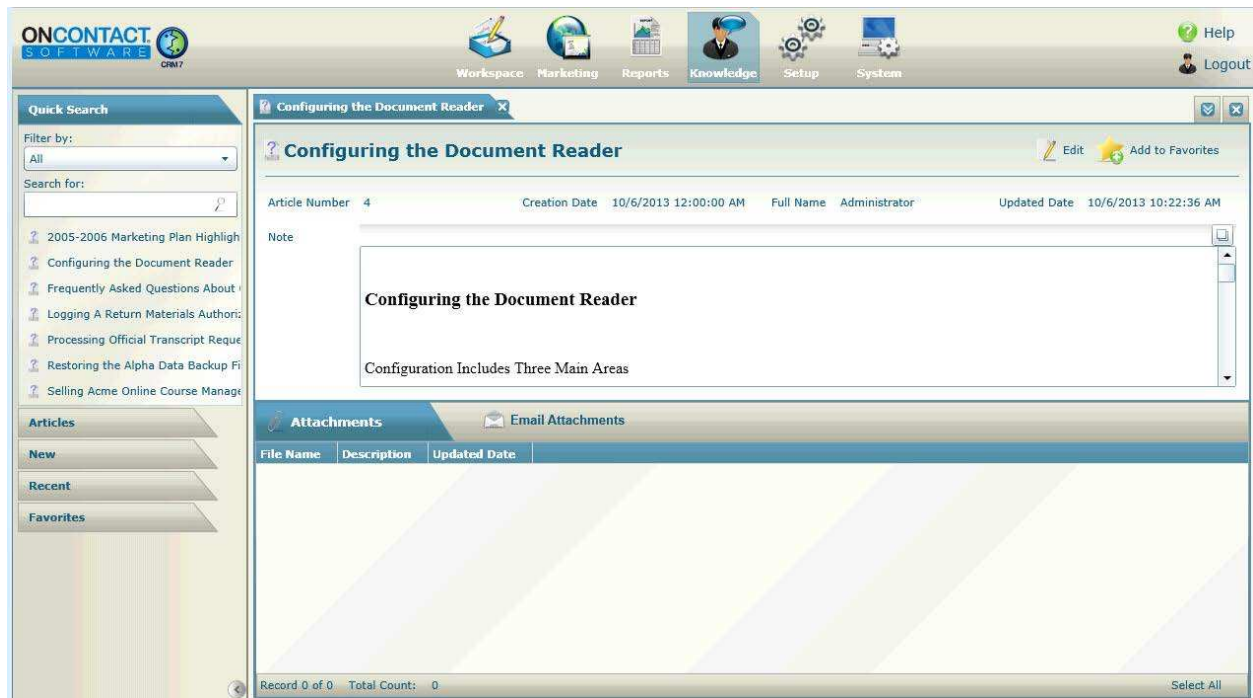 ONCONTACT
SOFTWARE
CRM 7
Workspace Marketing Reports Knowledge Setup System
Help
Logout
Quick Search
Filter by:
All
Search for:
2005-2006 Marketing Plan Highligh
Configuring the Document Reader
Frequently Asked Questions About
Logging A Return Materials Authori
Processing Official Transcript Reque
Restoring the Alpha Data Backup Fi
Selling Acme Online Course Manage
Articles
New
Recent
Favorites
Configuring the Document Reader X
Configuring the Document Reader
Edit Add to Favorites
Article Number 4 Creation Date 10/6/2013 12:00:00 AM Full Name Administrator Updated Date 10/6/2013 10:22:36 AM
Note
Configuring the Document Reader
Configuration Includes Three Main Areas
Attachments Email Attachments
File Name Description Updated Date
Record 0 of 0 Total Count: 0 Select All